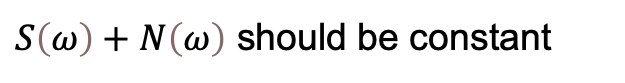 S(ω) + N(ω) should be constant